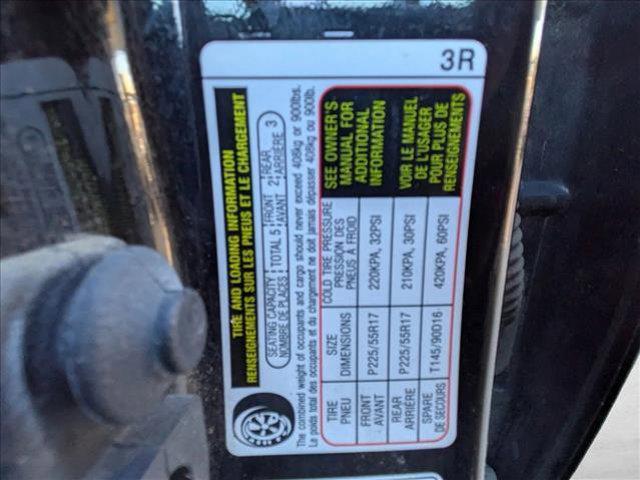 3R
TIRE AND LOADING INFORMATION
RENSEIGNEMENTS SUR LES PNEUS ET LE CHARGEMENT
SEATING CAPACITY TOTAL 5 FRONT 2 REAR 3
NOMBRE DE PLACES AVANT ARRIÈRE
The combined weight of occupants and cargo should never exceed 408kg or 900lbs.
Le poids total des occupants et du chargement ne doit jamais dépasser 408kg ou 900lb.
TIRE SIZE COLD TIRE PRESSURE
PNEU DIMENSIONS PRESSION DES
PNEUS A FROID
FRONT P225/55R17 220KPA, 32PSI
AVANT
REAR P225/55R17 210KPA, 30PSI
ARRIÈRE
SPARE T145/90D16 420KPA, 60PSI
DE SECOURS
SEE OWNER'S
MANUAL FOR
ADDITIONAL
INFORMATION
VOIR LE MANUEL
DE L'USAGER
POUR PLUS DE
RENSEIGNEMENTS